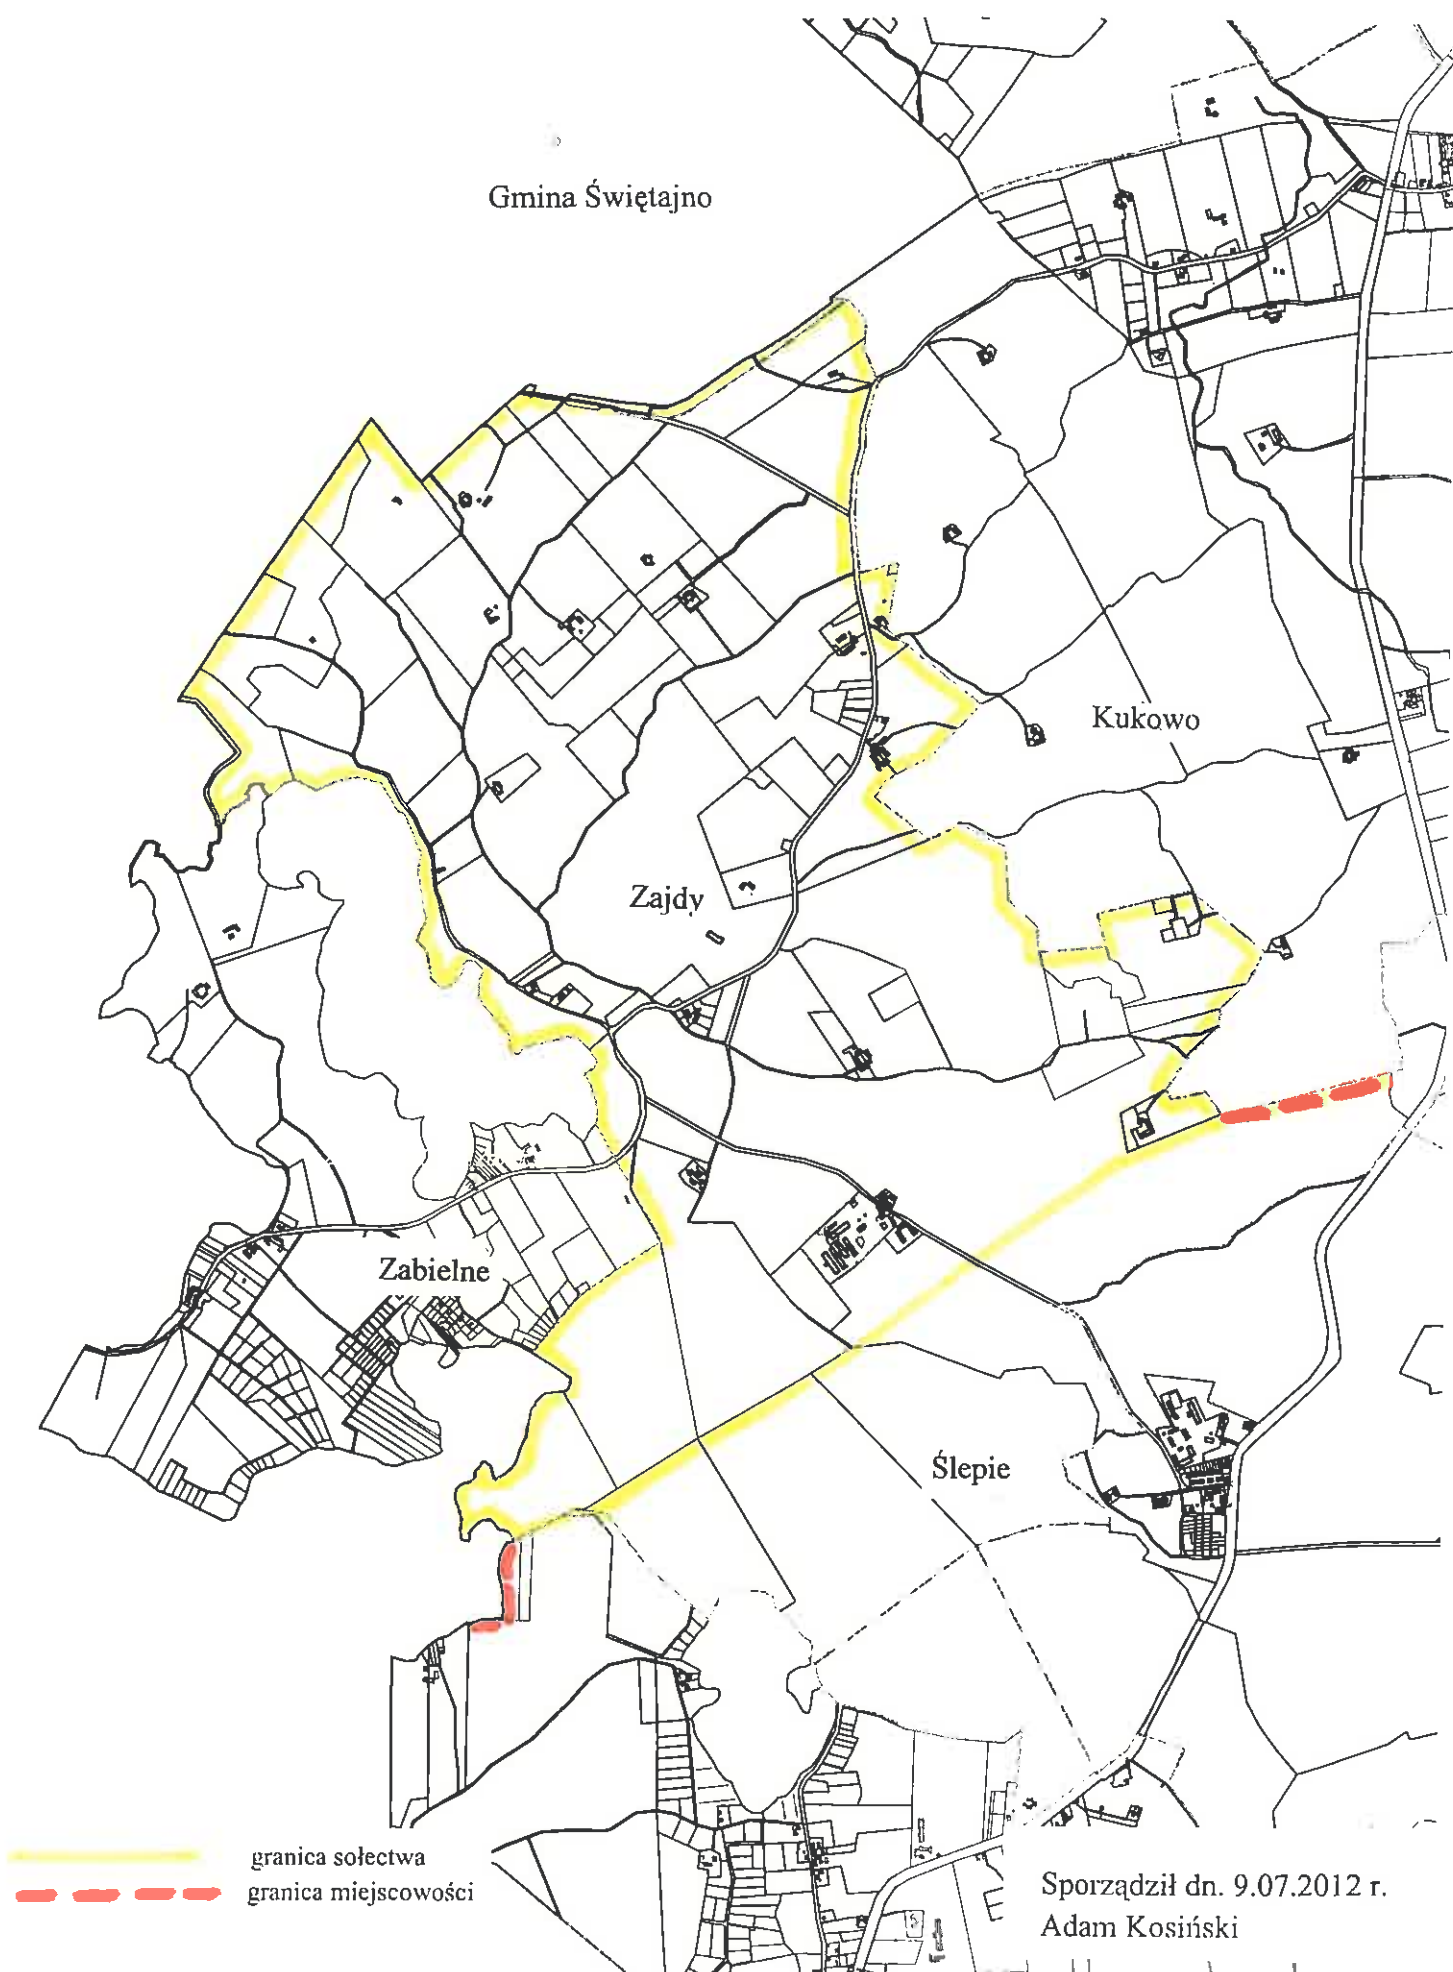 Gmina Świętajno
Kukowo
Zajdy
Zabielne
Ślepie
granica sołectwa
granica miejscowości
Sporządził dn. 9.07.2012 r.
Adam Kosiński